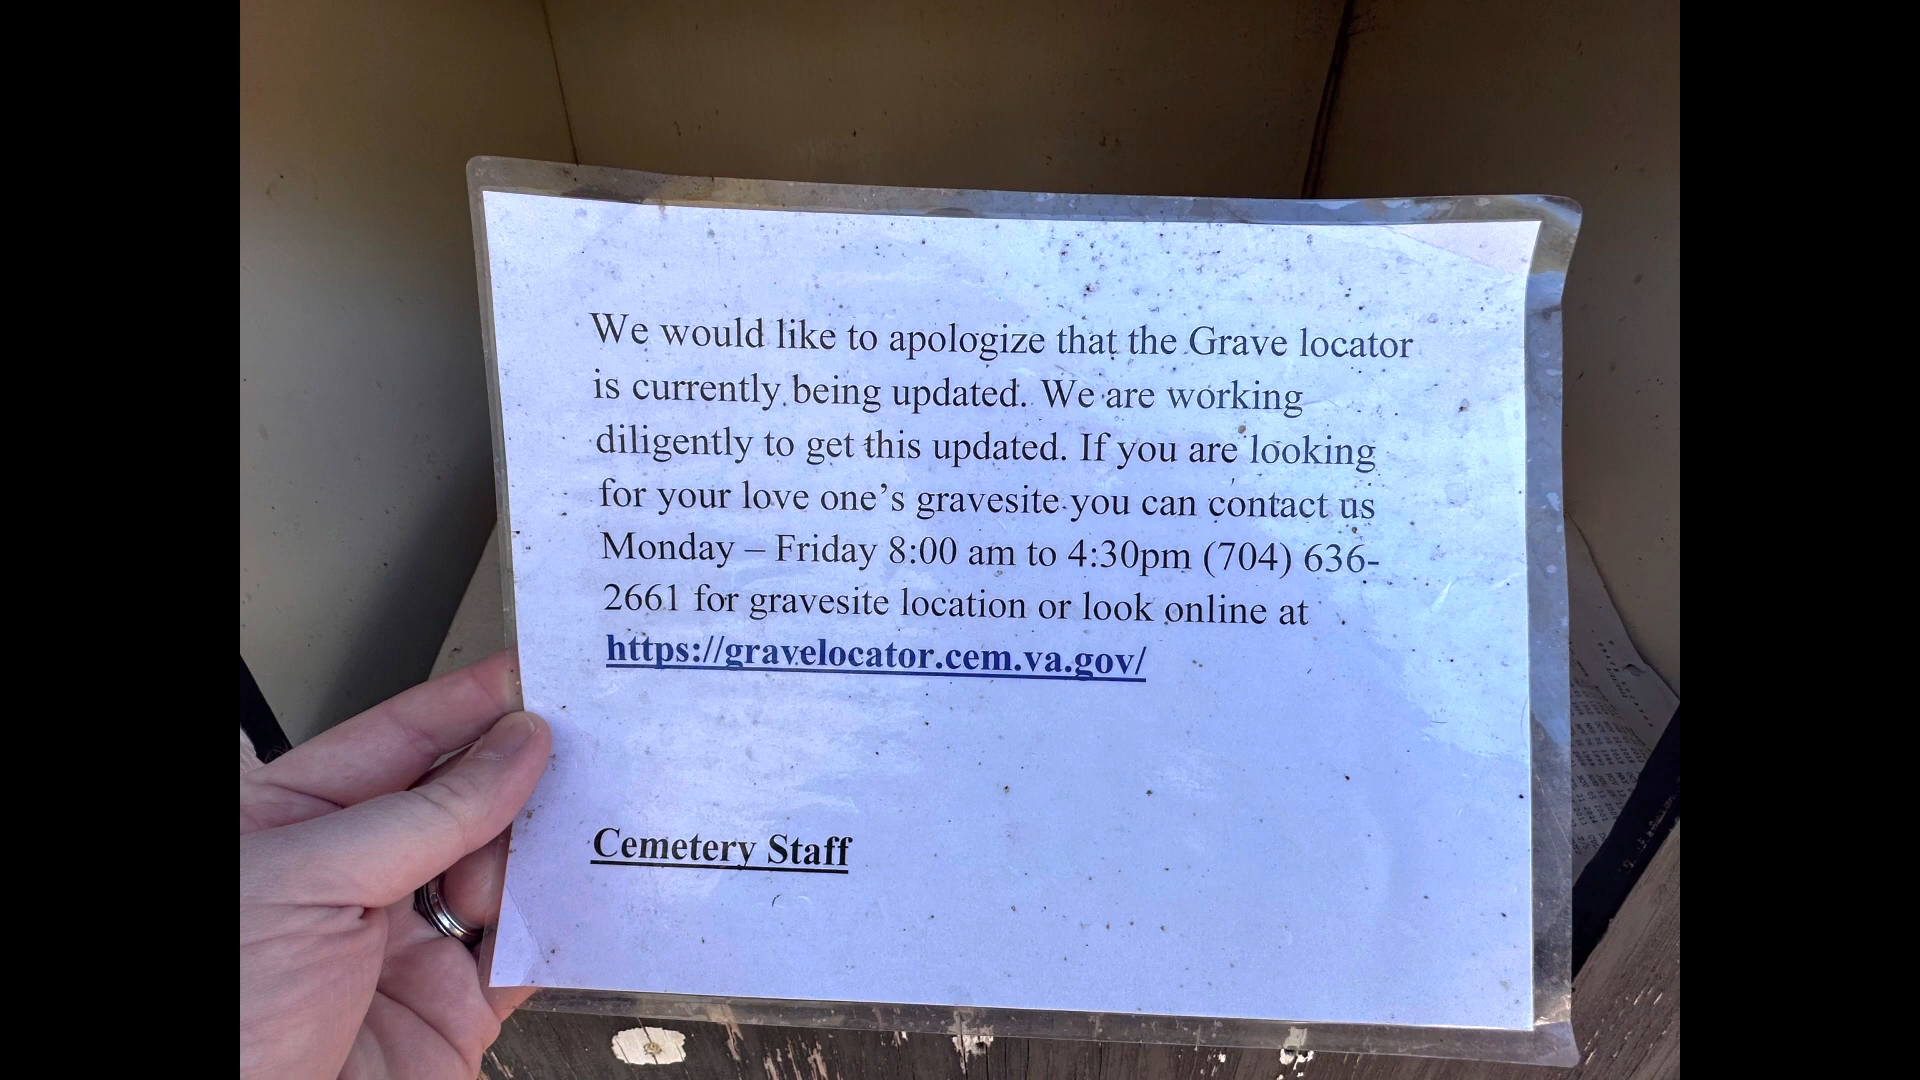 We would like to apologize that the Grave locator
is currently being updated. We are working
diligently to get this updated. If you are looking
for your love one’s gravesite you can contact us
Monday – Friday 8:00 am to 4:30pm (704) 636-
2661 for gravesite location or look online at
https://gravelocator.cem.va.gov/
Cemetery Staff